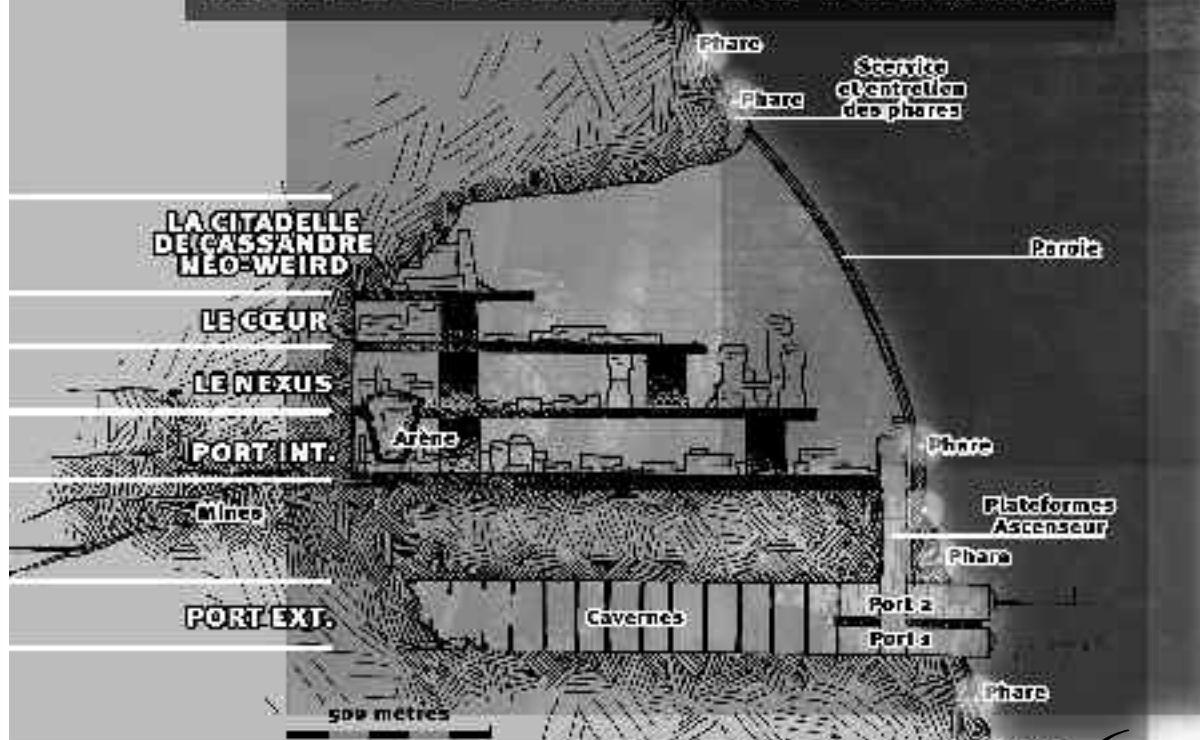 Phare
Phare
Scervice
et entretien
des phares
LA CITADELLE
DE CASSANDRE
NÉO-WEIRD
Paroie
LE CŒUR
LE NEXUS
Arène
PORT INT.
Phare
Mines
Plateformes
Ascenseur
Phare
PORT EXT.
Cavernes
Port 2
Port 1
Phare
500 mètres